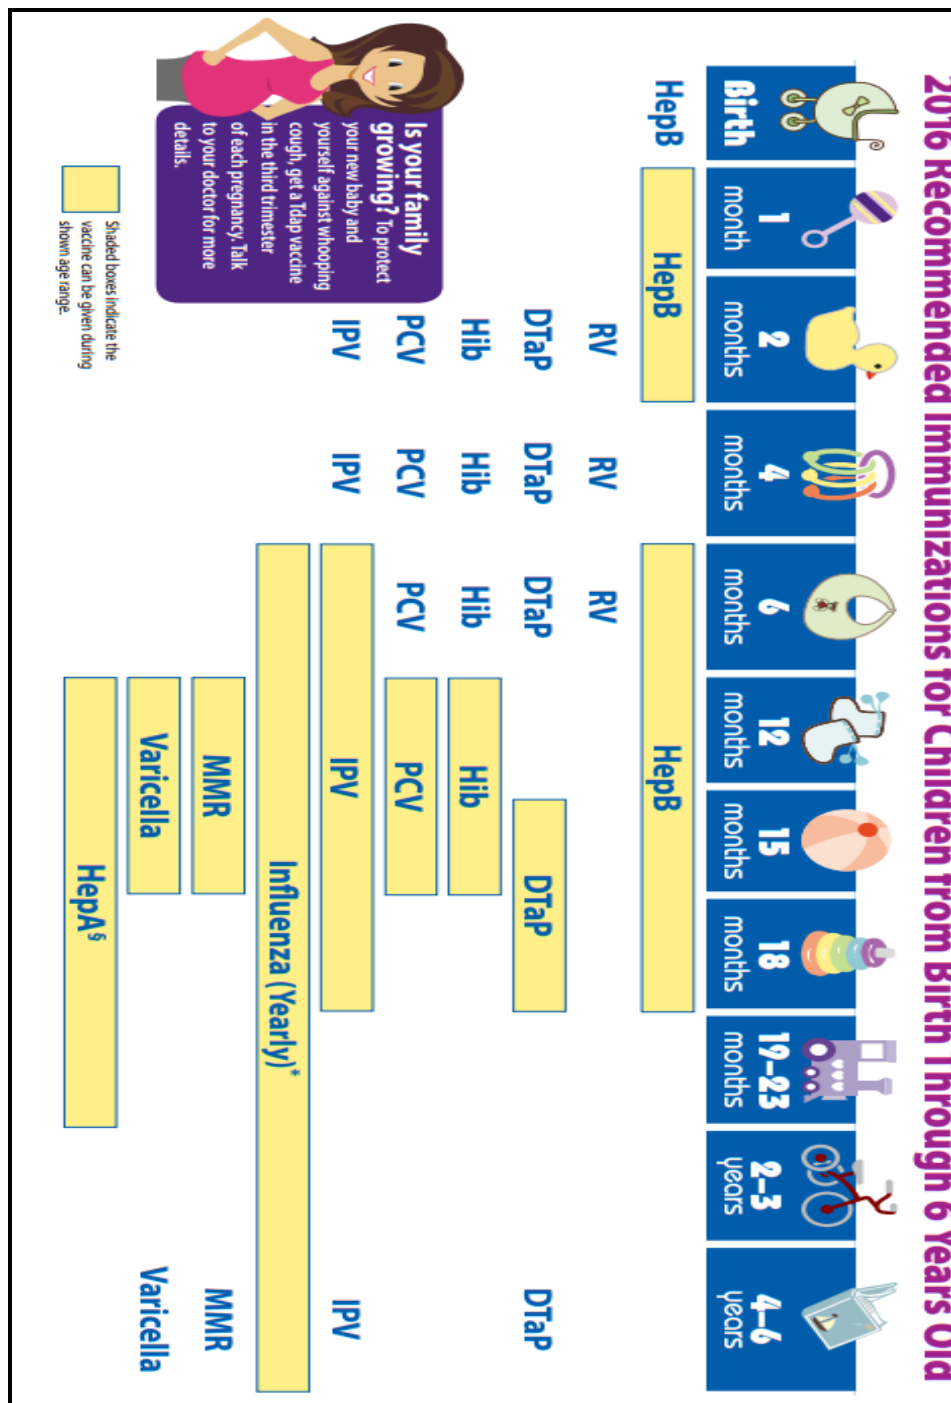 2016 Recommended Immunizations for Children from Birth Through 6 Years Old
Birth
1
month
2
months
4
months
6
months
12
months
15
months
18
months
19–23
months
2–3
years
4–6
years
HepB
HepB
HepB
RV
RV
RV
DTaP
DTaP
DTaP
DTaP
DTaP
Hib
Hib
Hib
Hib
PCV
PCV
PCV
PCV
IPV
IPV
IPV
IPV
Influenza (Yearly)*
MMR
MMR
Varicella
Varicella
HepA§
Is your family
growing? To protect
your new baby and
yourself against whooping
cough, get a Tdap vaccine
in the third trimester
of each pregnancy. Talk
to your doctor for more
details.
Shaded boxes indicate the
vaccine can be given during
shown age range.